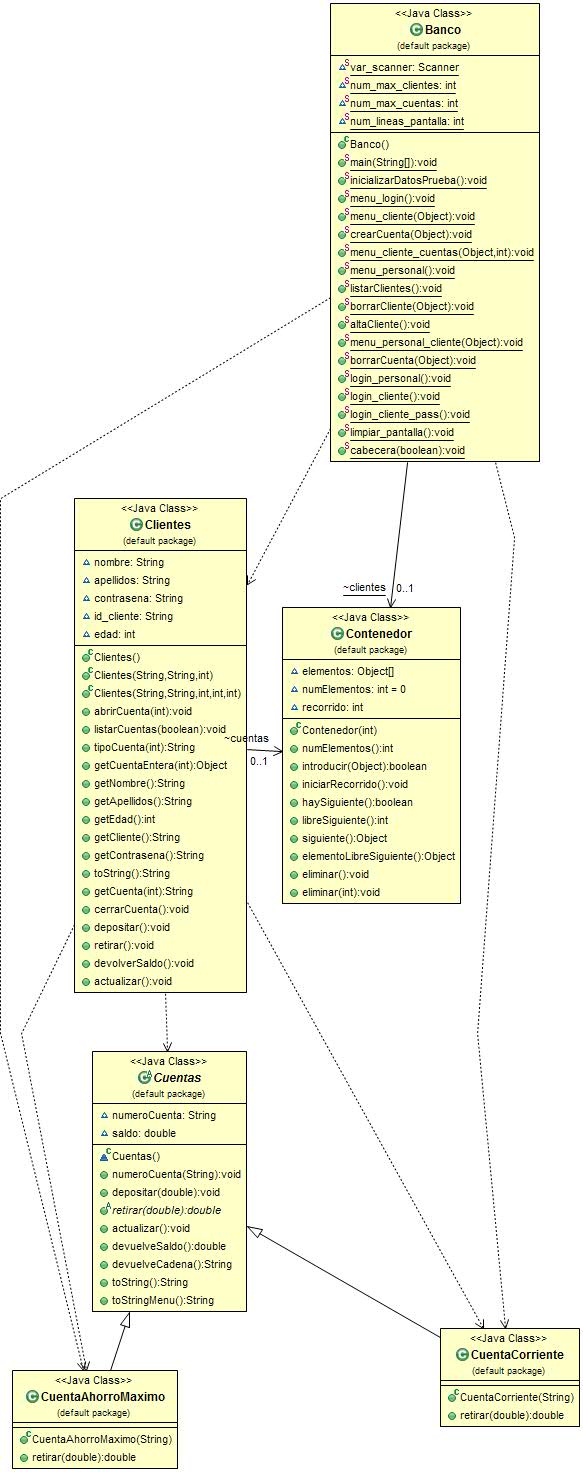 <<Java Class>>
Banco
(default package)
var_scanner: Scanner
num_max_clientes: int
num_max_cuentas: int
num_lineas_pantalla: int
Banco()
main(String[]):void
inicializarDatosPrueba():void
menu_login():void
menu_cliente(Object):void
crearCuenta(Object):void
menu_cliente_cuentas(Object,int):void
menu_personal():void
listarClientes():void
borrarCliente(Object):void
altaCliente():void
menu_personal_cliente(Object):void
borrarCuenta(Object):void
login_personal():void
login_cliente():void
login_cliente_pass():void
limpiar_pantalla():void
cabecera(boolean):void
<<Java Class>>
Clientes
(default package)
nombre: String
apellidos: String
contrasena: String
id_cliente: String
edad: int
Clientes()
Clientes(String,String,int)
Clientes(String,String,int,int,int)
abrirCuenta(int):void
listarCuentas(boolean):void
tipoCuenta(int):String
getCuentaEntera(int):Object
getNombre():String
getApellidos():String
getEdad():int
getCliente():String
getContrasena():String
toString():String
getCuenta(int):String
cerrarCuenta():void
depositar():void
retirar():void
devolverSaldo():void
actualizar():void
~clientes
0..1
~cuentas
0..1
<<Java Class>>
Contenedor
(default package)
elementos: Object[]
numElementos: int = 0
recorrido: int
Contenedor(int)
numElementos():int
introducir(Object):boolean
iniciarRecorrido():void
haySiguiente():boolean
libreSiguiente():int
siguiente():Object
elementoLibreSiguiente():Object
eliminar():void
eliminar(int):void
<<Java Class>>
Cuentas
(default package)
numeroCuenta: String
saldo: double
Cuentas()
numeroCuenta(String):void
depositar(double):void
retirar(double):double
actualizar():void
devuelveSaldo():double
devuelveCadena():String
toString():String
toStringMenu():String
<<Java Class>>
CuentaCorriente
(default package)
CuentaCorriente(String)
retirar(double):double
<<Java Class>>
CuentaAhorroMaximo
(default package)
CuentaAhorroMaximo(String)
retirar(double):double